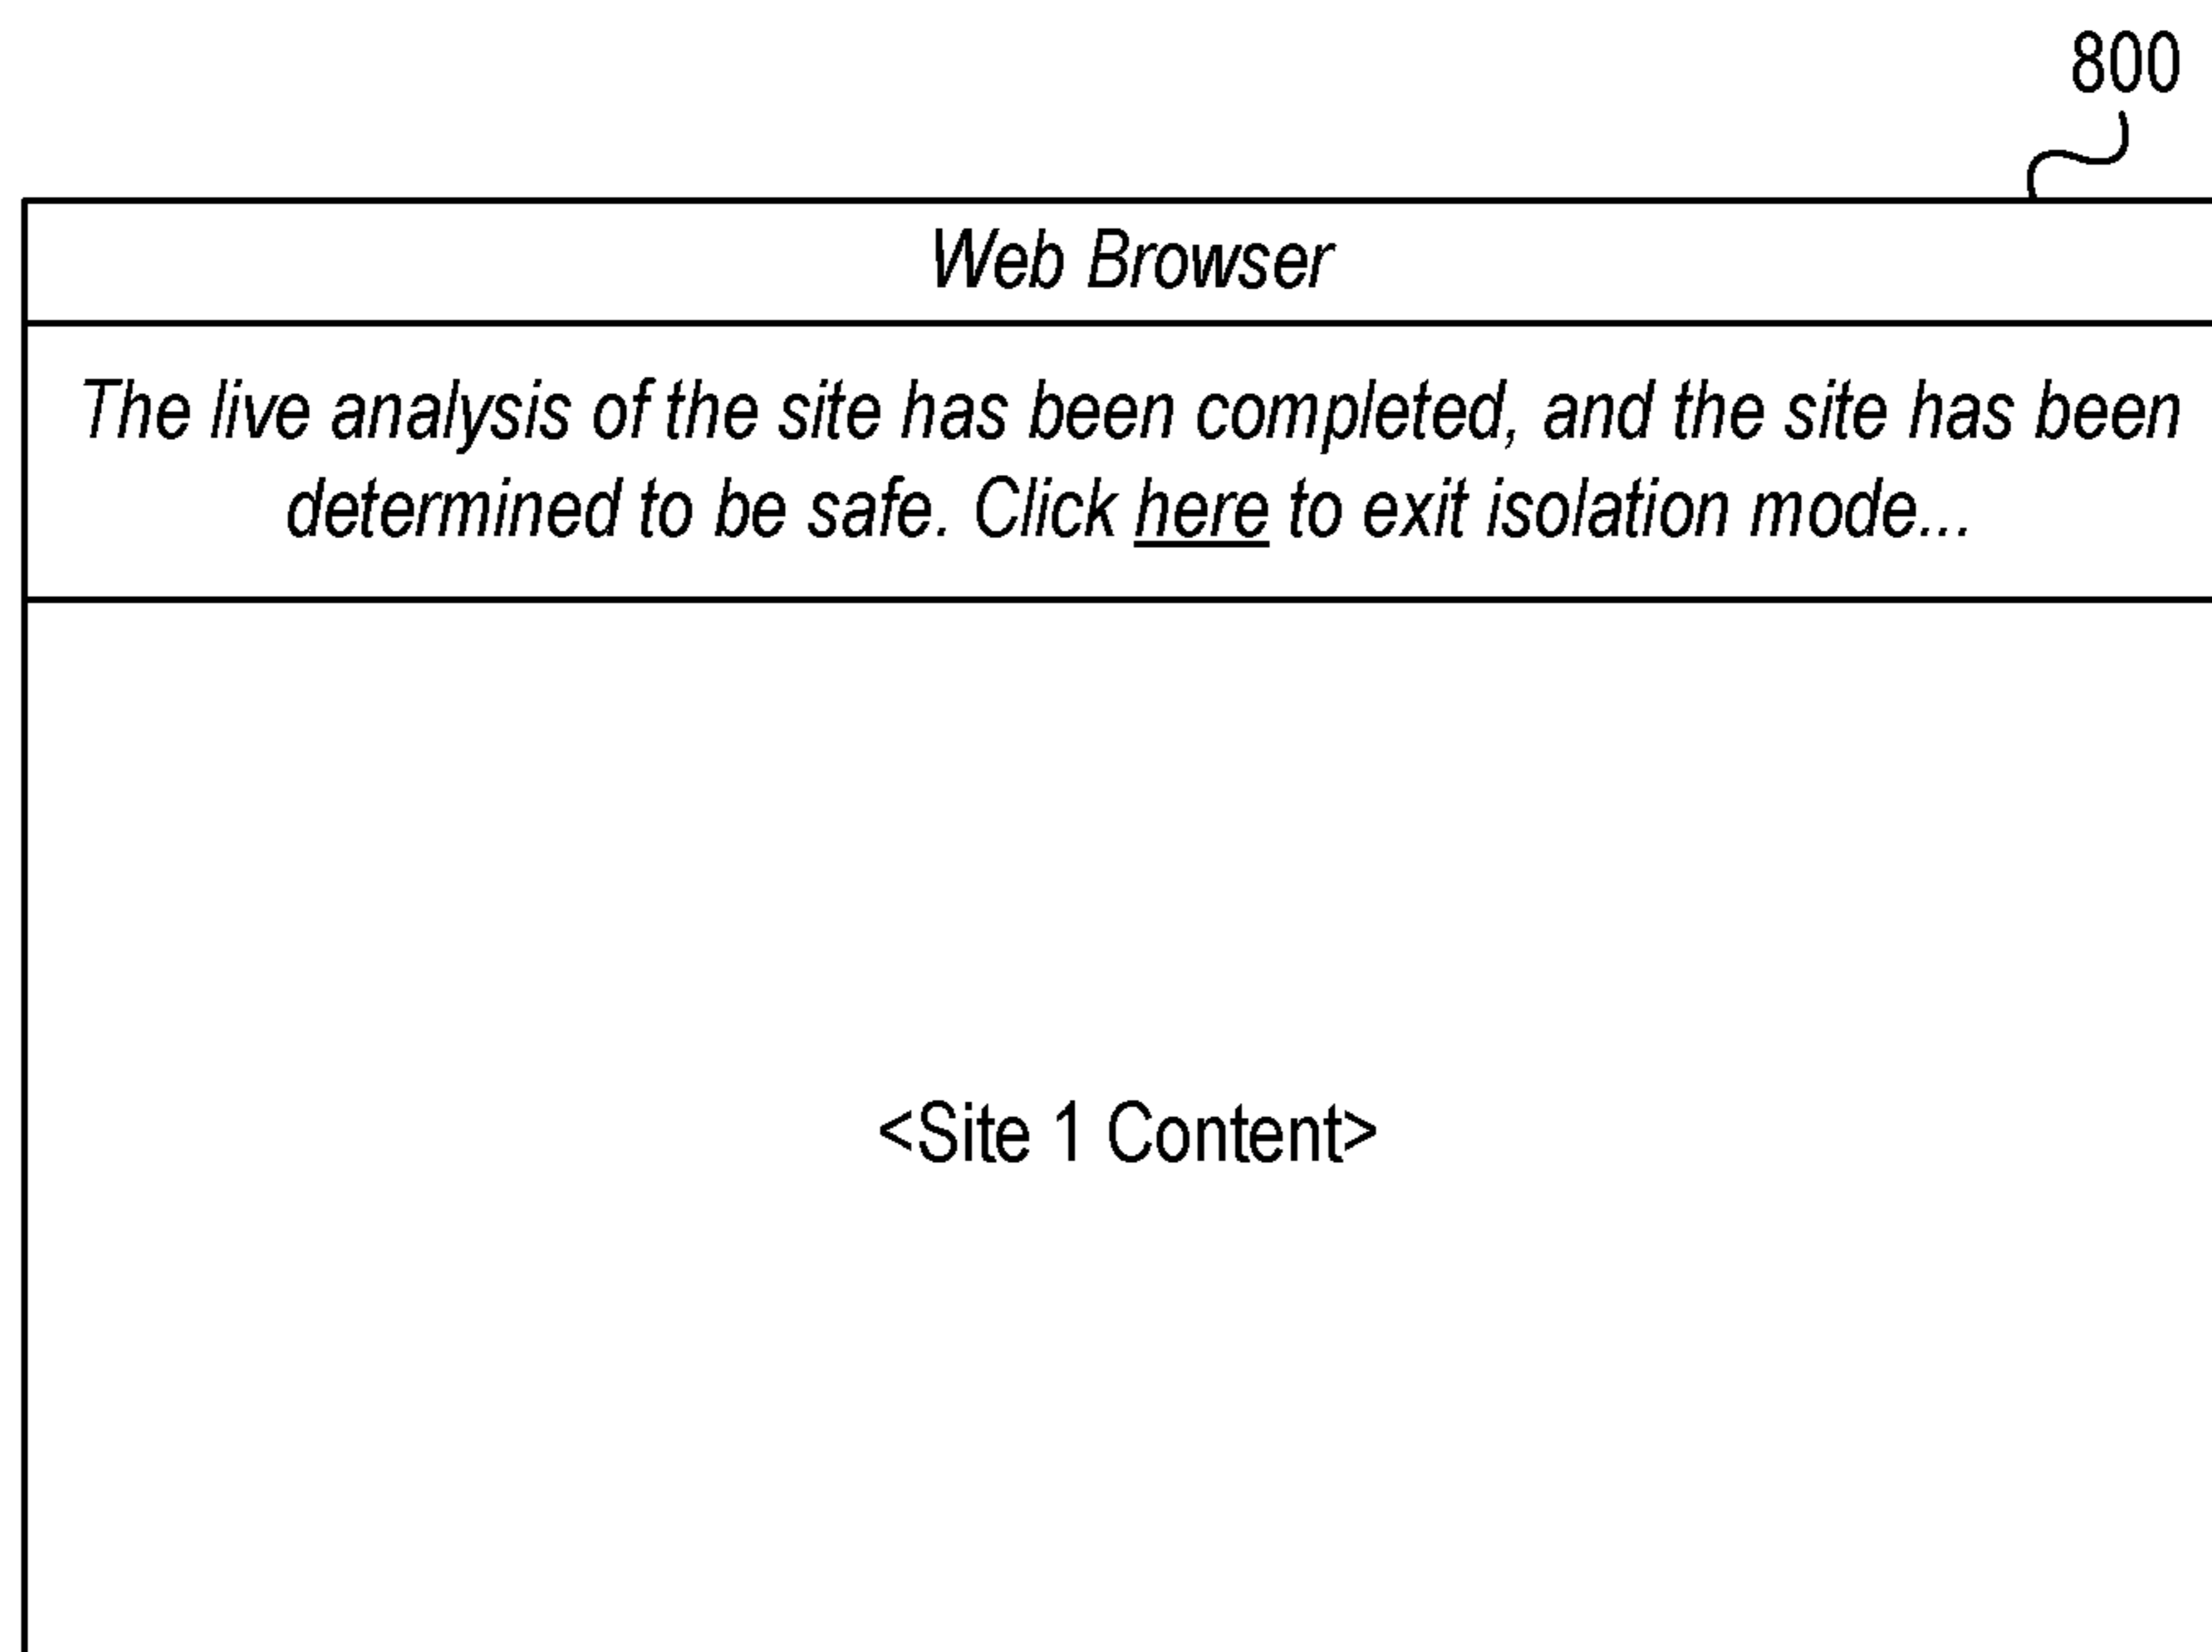 800
Web Browser
The live analysis of the site has been completed, and the site has been
determined to be safe. Click here to exit isolation mode...
<Site 1 Content>